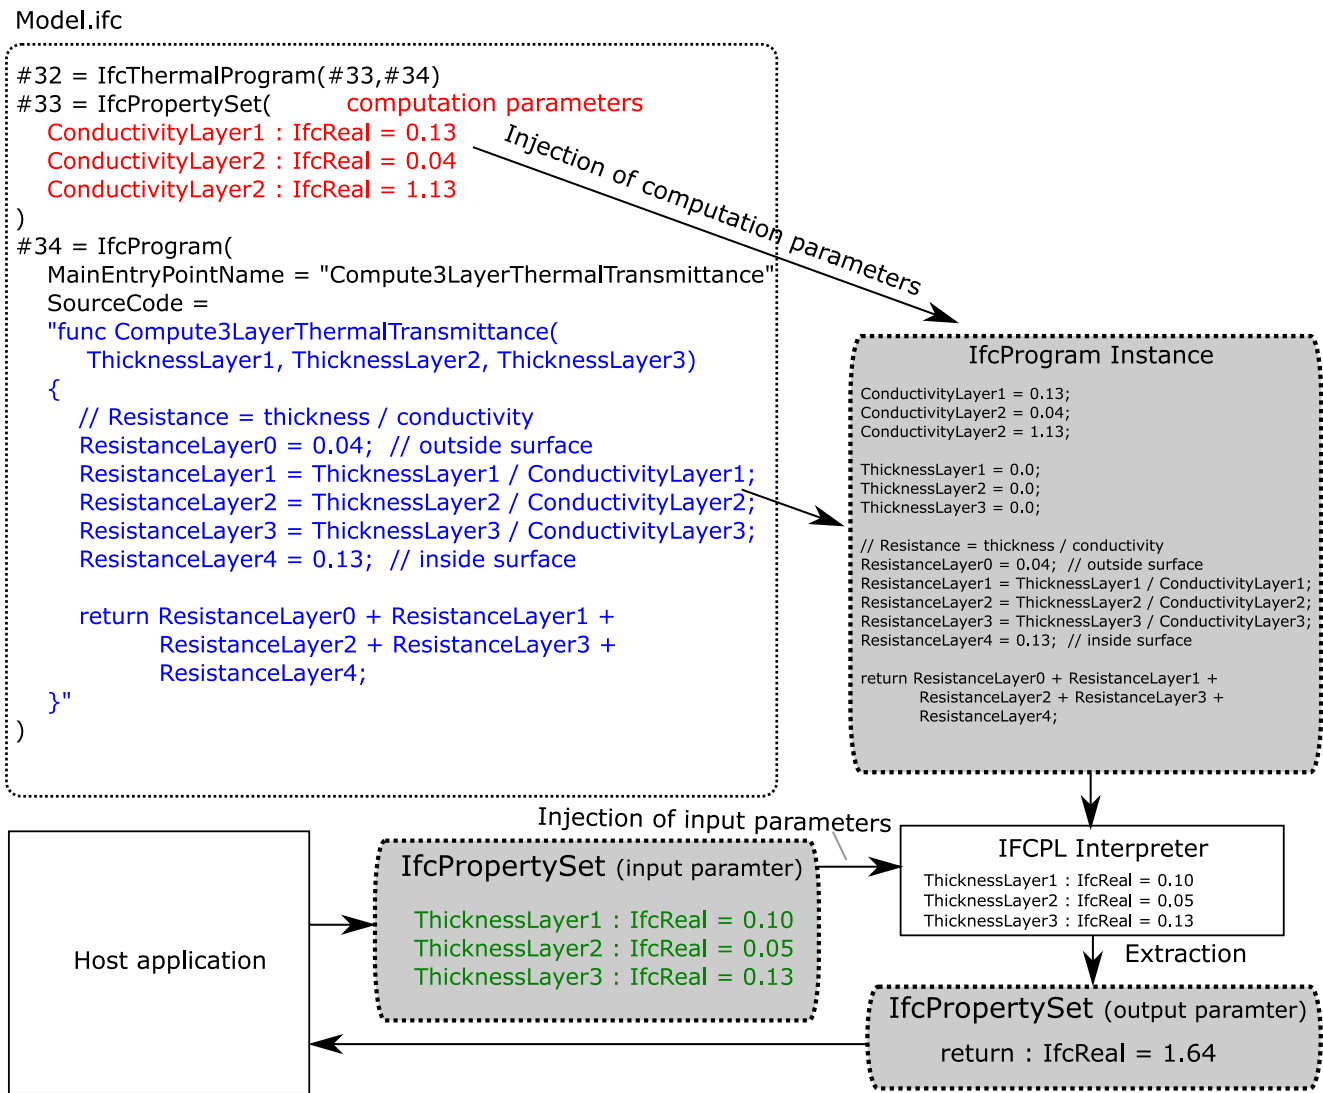 Model.ifc
#32 = IfcThermalProgram(#33,#34)
#33 = IfcPropertySet( computation parameters
ConductivityLayer1 : IfcReal = 0.13
ConductivityLayer2 : IfcReal = 0.04
ConductivityLayer2 : IfcReal = 1.13
)
#34 = IfcProgram(
MainEntryPointName = "Compute3LayerThermalTransmittance"
SourceCode =
"func Compute3LayerThermalTransmittance(
ThicknessLayer1, ThicknessLayer2, ThicknessLayer3)
{
// Resistance = thickness / conductivity
ResistanceLayer0 = 0.04;  // outside surface
ResistanceLayer1 = ThicknessLayer1 / ConductivityLayer1;
ResistanceLayer2 = ThicknessLayer2 / ConductivityLayer2;
ResistanceLayer3 = ThicknessLayer3 / ConductivityLayer3;
ResistanceLayer4 = 0.13;  // inside surface
return ResistanceLayer0 + ResistanceLayer1 +
ResistanceLayer2 + ResistanceLayer3 +
ResistanceLayer4;
}"
)
Injection of computation parameters
IfcProgram Instance
ConductivityLayer1 = 0.13;
ConductivityLayer2 = 0.04;
ConductivityLayer2 = 1.13;
ThicknessLayer1 = 0.0;
ThicknessLayer2 = 0.0;
ThicknessLayer3 = 0.0;
// Resistance = thickness / conductivity
ResistanceLayer0 = 0.04;  // outside surface
ResistanceLayer1 = ThicknessLayer1 / ConductivityLayer1;
ResistanceLayer2 = ThicknessLayer2 / ConductivityLayer2;
ResistanceLayer3 = ThicknessLayer3 / ConductivityLayer3;
ResistanceLayer4 = 0.13;  // inside surface
return ResistanceLayer0 + ResistanceLayer1 +
ResistanceLayer2 + ResistanceLayer3 +
ResistanceLayer4;
Host application
IfcPropertySet (input paramter)
ThicknessLayer1 : IfcReal = 0.10
ThicknessLayer2 : IfcReal = 0.05
ThicknessLayer3 : IfcReal = 0.13
Injection of input parameters
IFCPL Interpreter
ThicknessLayer1 : IfcReal = 0.10
ThicknessLayer2 : IfcReal = 0.05
ThicknessLayer3 : IfcReal = 0.13
Extraction
IfcPropertySet (output paramter)
return : IfcReal = 1.64